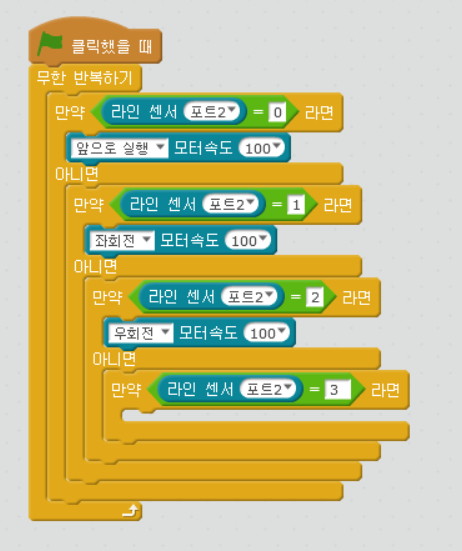 클릭했을 때
무한 반복하기
만약 라인 센서 포트2 = 0 라면
앞으로 실행 모터속도 100
아니면
만약 라인 센서 포트2 = 1 라면
좌회전 모터속도 100
아니면
만약 라인 센서 포트2 = 2 라면
우회전 모터속도 100
아니면
만약 라인 센서 포트2 = 3 라면